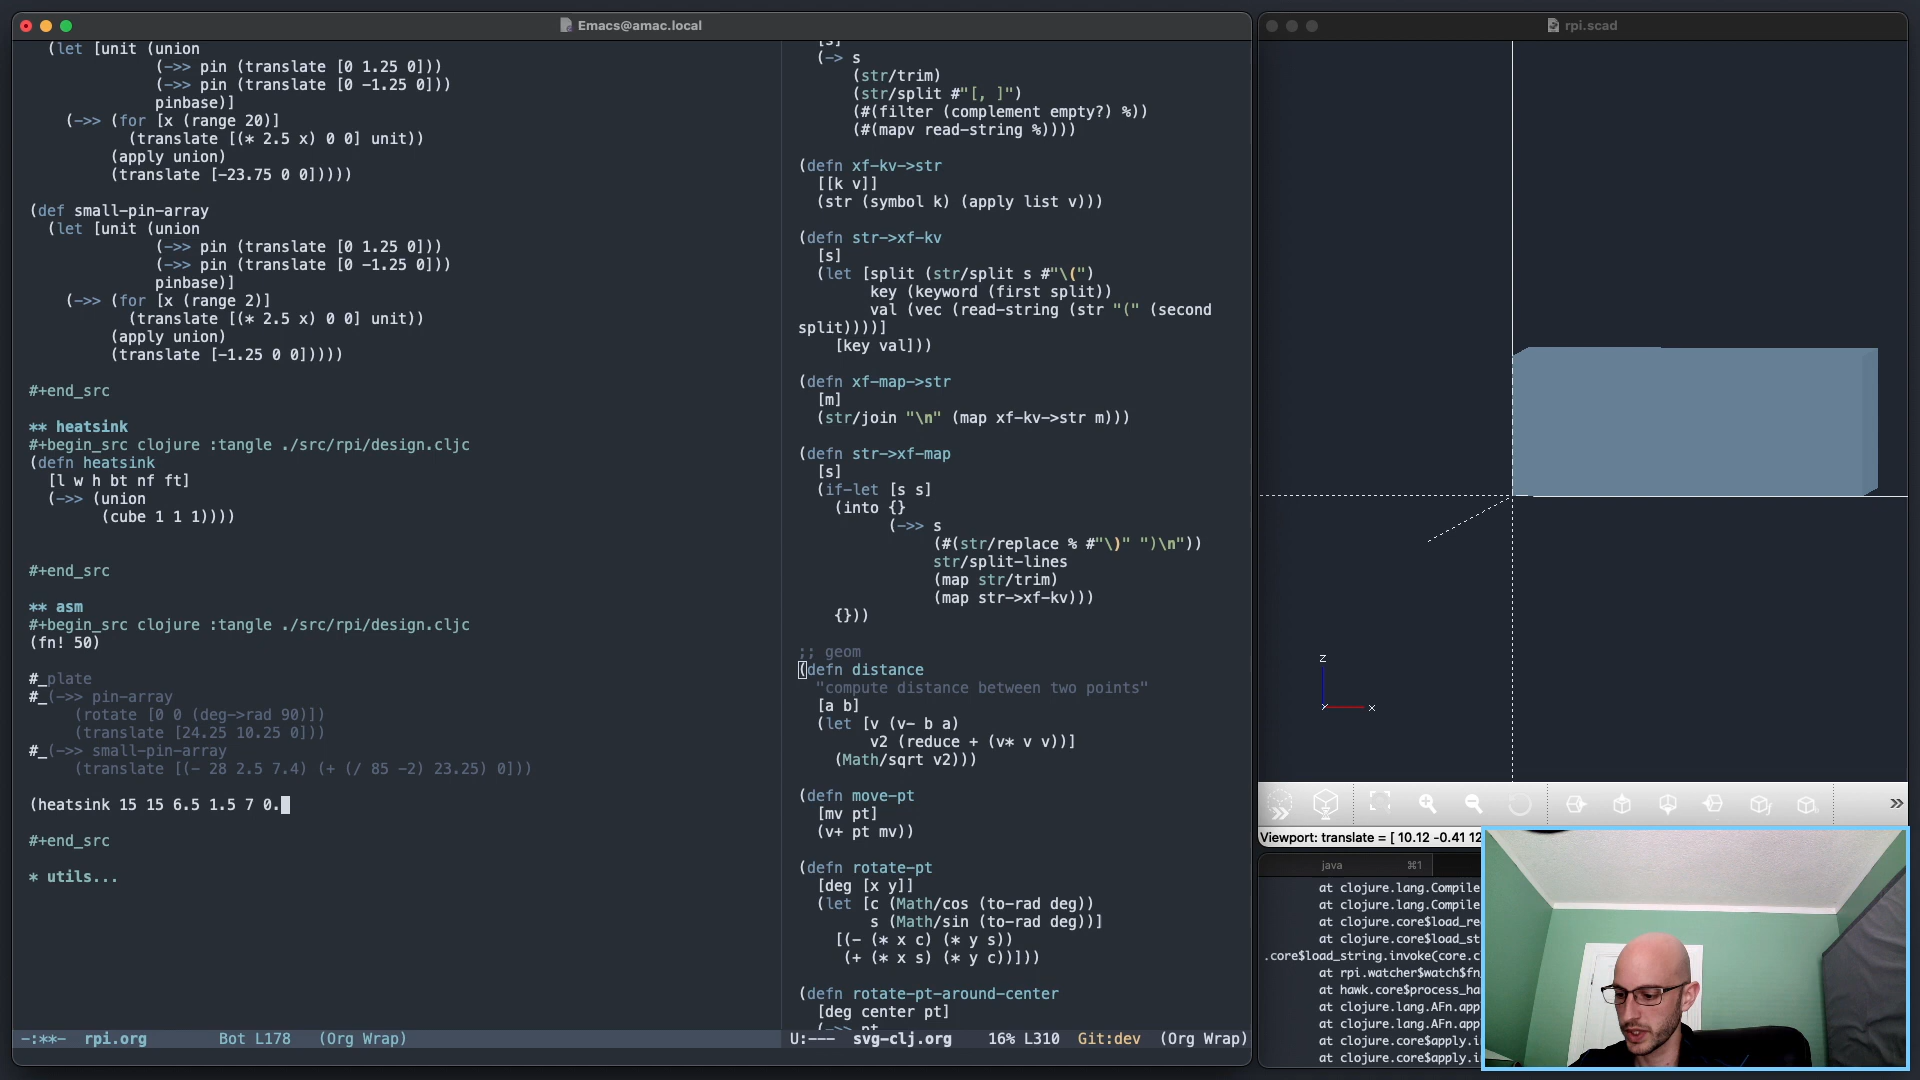 Emacs@amac.local
(let [unit (union
(->> pin (translate [0 1.25 0]))
(->> pin (translate [0 -1.25 0]))
pinbase)]
(->> (for [x (range 20)]
(translate [(* 2.5 x) 0 0] unit))
(apply union)
(translate [-23.75 0 0]))))
(def small-pin-array
(let [unit (union
(->> pin (translate [0 1.25 0]))
(->> pin (translate [0 -1.25 0]))
pinbase)]
(->> (for [x (range 2)]
(translate [(* 2.5 x) 0 0] unit))
(apply union)
(translate [-1.25 0 0]))))
#+end_src
** heatsink
#+begin_src clojure :tangle ./src/rpi/design.cljc
(defn heatsink
[l w h bt nf ft]
(->> (union
(cube 1 1 1))))
#+end_src
** asm
#+begin_src clojure :tangle ./src/rpi/design.cljc
(fn! 50)
#_plate
#_(->> pin-array
(rotate [0 0 (deg->rad 90)])
(translate [24.25 10.25 0]))
#_(->> small-pin-array
(translate [(- 28 2.5 7.4) (+ (/ 85 -2) 23.25) 0]))
(heatsink 15 15 6.5 1.5 7 0.
#+end_src
* utils...
-:**- rpi.org Bot L178 (Org Wrap)
[s]
(-> s
(str/trim)
(str/split #"[, ]")
(#(filter (complement empty?) %))
(#(mapv read-string %))))
(defn xf-kv->str
[[k v]]
(str (symbol k) (apply list v)))
(defn str->xf-kv
[s]
(let [split (str/split s #"\(")
key (keyword (first split))
val (vec (read-string (str "(" (second
split))))]
[key val]))
(defn xf-map->str
[m]
(str/join "\n" (map xf-kv->str m)))
(defn str->xf-map
[s]
(if-let [s s]
(into {}
(->> s
(#(str/replace % #"\)" ")\n"))
str/split-lines
(map str/trim)
(map str->xf-kv)))
{}))
;; geom
(defn distance
"compute distance between two points"
[a b]
(let [v (v- b a)
v2 (reduce + (v* v v))]
(Math/sqrt v2)))
(defn move-pt
[mv pt]
(v+ pt mv))
(defn rotate-pt
[deg [x y]]
(let [c (Math/cos (to-rad deg))
s (Math/sin (to-rad deg))]
[(- (* x c) (* y s))
(+ (* x s) (* y c))]))
(defn rotate-pt-around-center
[deg center pt]
(->> pt
U:--- svg-clj.org 16% L310 Git:dev (Org Wrap)
rpi.scad
z
x
Viewport: translate = [ 10.12 -0.41 12
java ⌘1
at clojure.lang.Compile
at clojure.lang.Compile
at clojure.core$load_re
at clojure.core$load_st
.core$load_string.invoke(core.c
at rpi.watcher$watch$fn
at hawk.core$process_ha
at clojure.lang.AFn.app
at clojure.lang.AFn.app
at clojure.core$apply.i
at clojure.core$apply.i